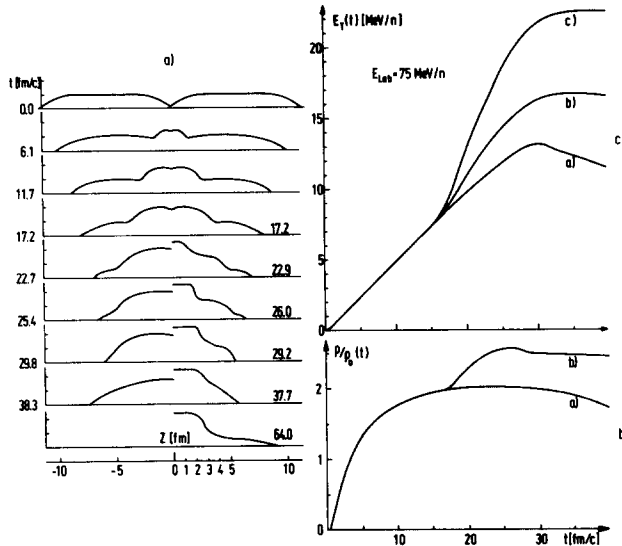 a)
t [fm/c]
0.0
6.1
11.7
17.2 17.2
22.7 22.9
25.4 26.0
29.8 29.2
38.3 37.7
64.0
Z [fm]
-10 -5 0 1 2 3 4 5 10
E_T(t) [MeV/n]
E_Lab = 75 MeV/n
c)
b)
a)
20
15
10
5
0
c
ρ/ρ₀ (t)
b)
a)
2
1
0
b
10 20 30 t [fm/c]